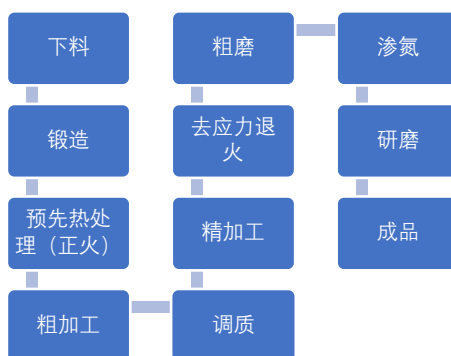 下料
锻造
预先热处
理（正火）
粗加工
调质
精加工
去应力退
火
粗磨
渗氮
研磨
成品